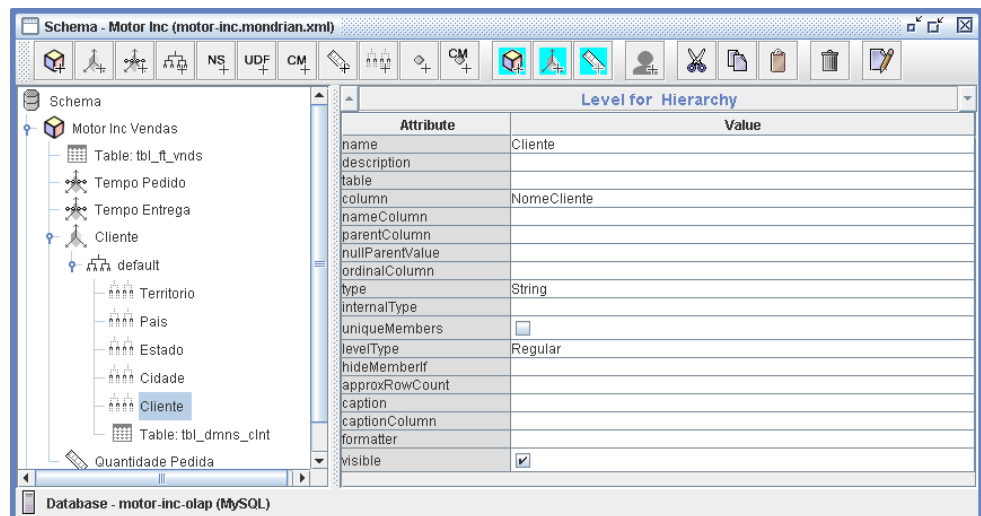 Schema - Motor Inc (motor-inc.mondrian.xml)
NS UDF CM CM
Schema
Motor Inc Vendas
Table: tbl_ft_vnds
Tempo Pedido
Tempo Entrega
Cliente
default
Territorio
Pais
Estado
Cidade
Cliente
Table: tbl_dmns_clnt
Quantidade Pedida
Level for Hierarchy
Attribute Value
name Cliente
description
table
column NomeCliente
nameColumn
parentColumn
nullParentValue
ordinalColumn
type String
internalType
uniqueMembers
levelType Regular
hideMemberIf
approxRowCount
caption
captionColumn
formatter
visible
Database - motor-inc-olap (MySQL)